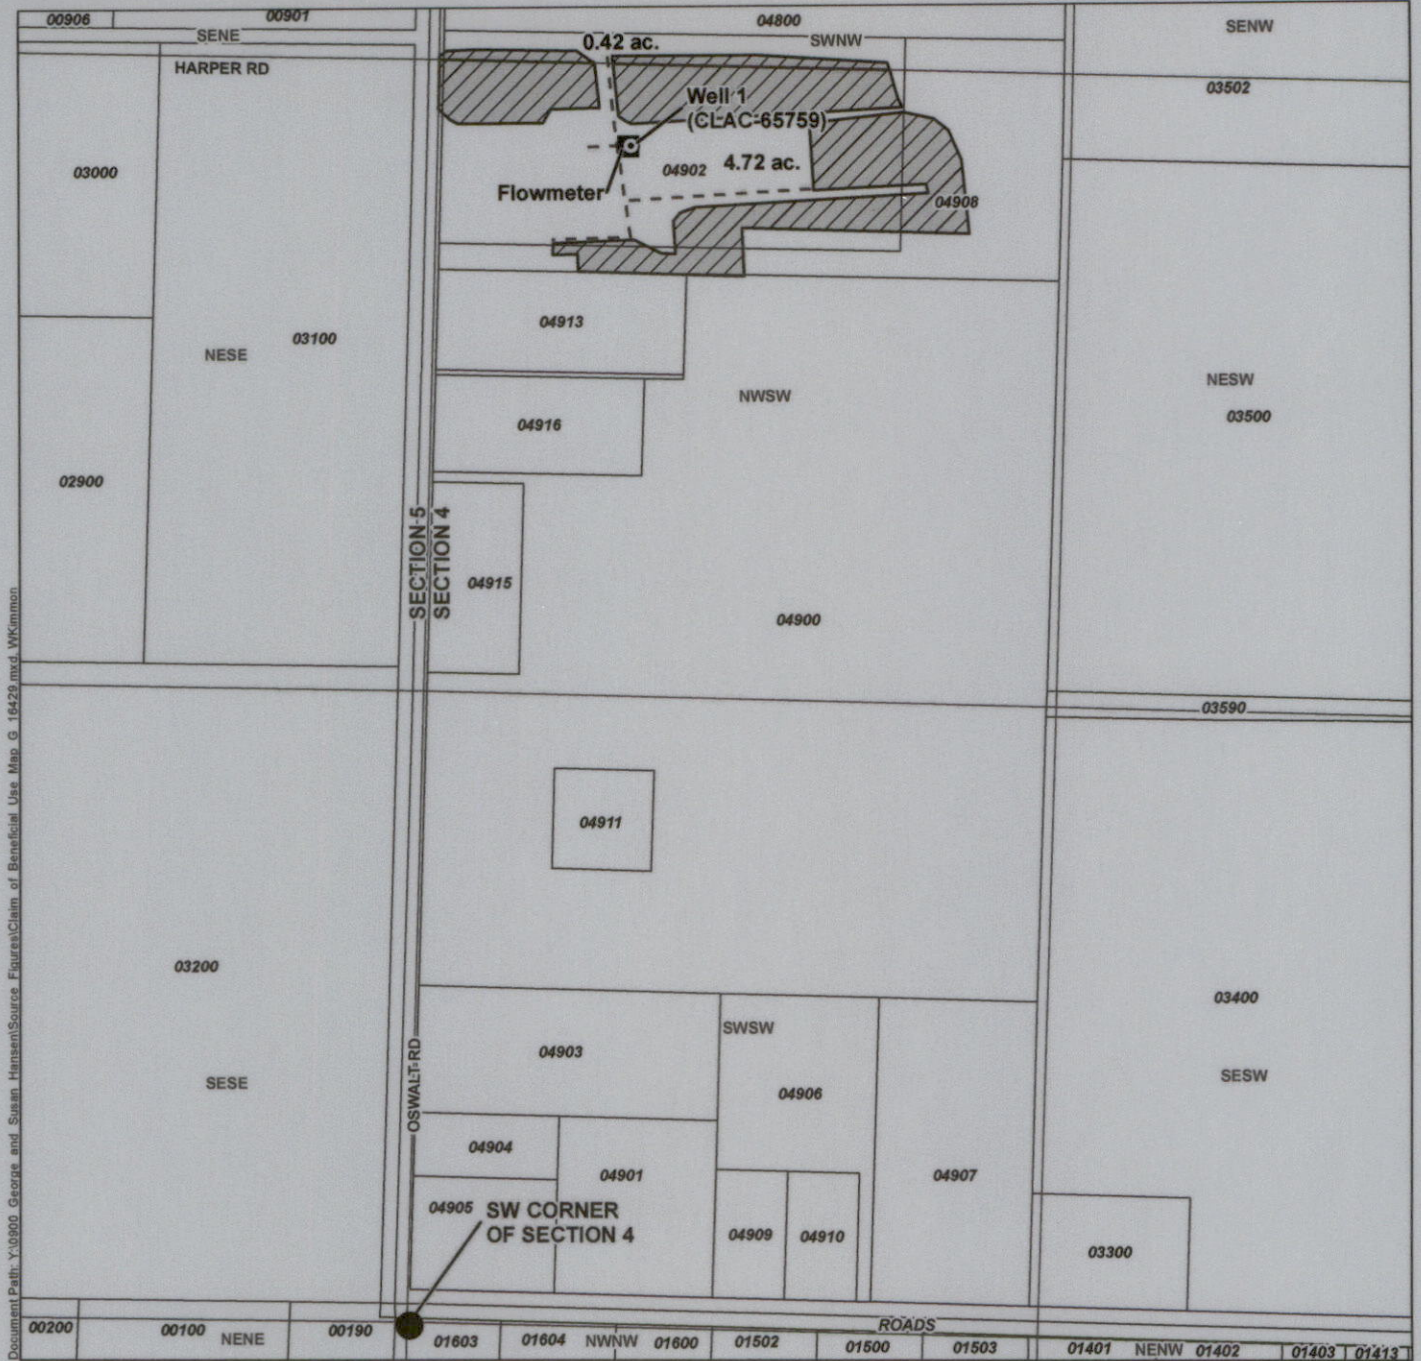 00906
00901
04800
SENW
SENE
0.42 ac.
SWNW
HARPER RD
03502
Well 1
(CLAC-65759)
03000
04902
4.72 ac.
Flowmeter
04908
04913
03100
NESE
NESW
NWSW
03500
04916
02900
SECTION 5
SECTION 4
04915
04900
03590
04911
03200
03400
SWSW
04903
SESW
SESE
04906
OSWALT RD
04904
04901
04907
04905
SW CORNER
OF SECTION 4
04909
04910
03300
ROADS
00200
00100
NENE
00190
01603
01604
NWNW
01600
01502
01500
01503
01401
NENW
01402
01403
01413
Document Path: Y:\0900 George and Susan Hansen\Source Figures\Claim of Beneficial Use Map G 16429.mxd, WKimmon